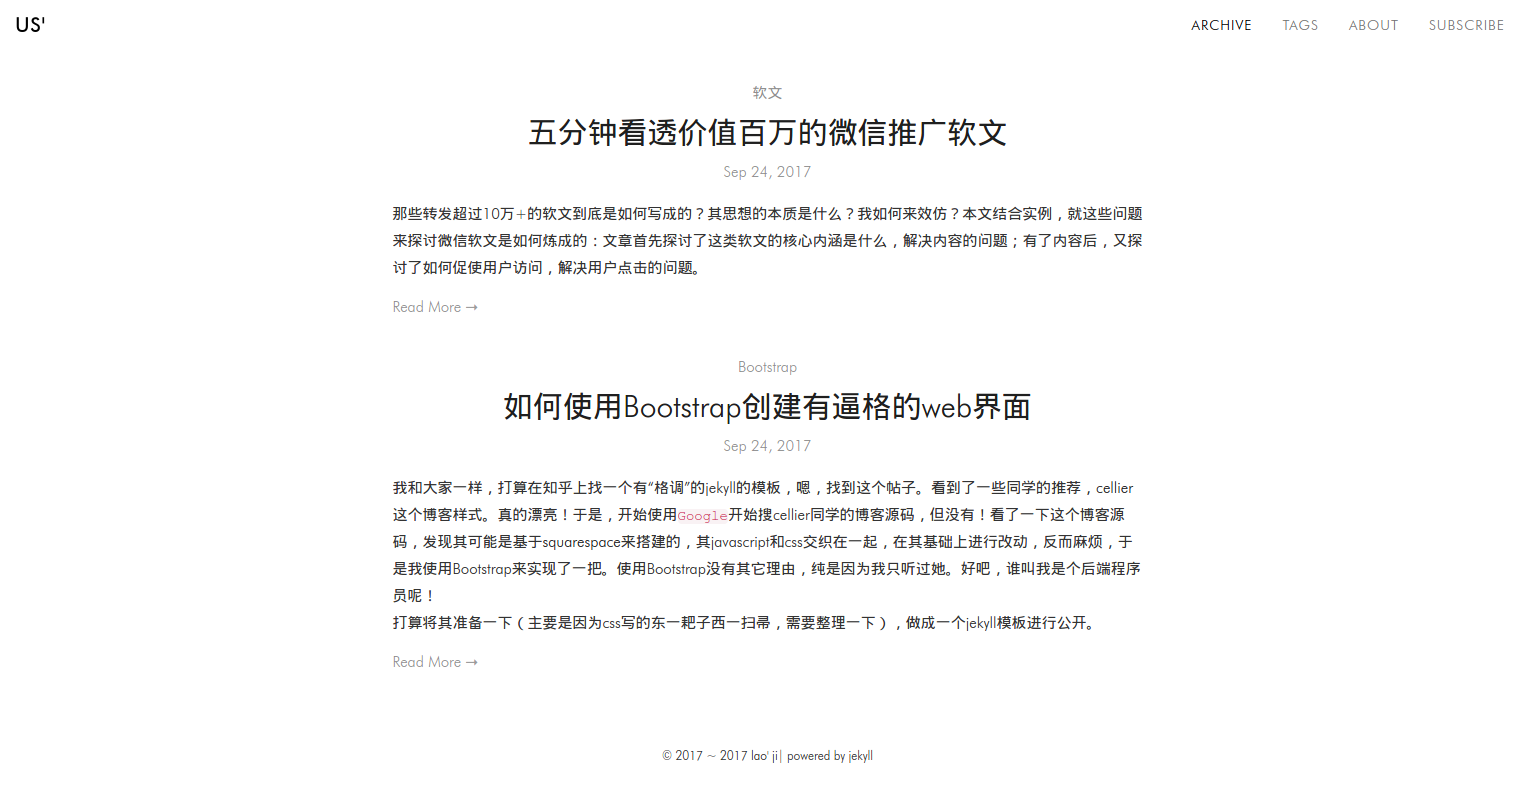 US'
ARCHIVE
TAGS
ABOUT
SUBSCRIBE
软文
五分钟看透价值百万的微信推广软文
Sep 24, 2017
那些转发超过10万+的软文到底是如何写成的？其思想的本质是什么？我如何来效仿？本文结合实例，就这些问题
来探讨微信软文是如何炼成的：文章首先探讨了这类软文的核心内涵是什么，解决内容的问题；有了内容后，又探
讨了如何促使用户访问，解决用户点击的问题。
Read More →
Bootstrap
如何使用Bootstrap创建有逼格的web界面
Sep 24, 2017
我和大家一样，打算在知乎上找一个有“格调”的jekyll的模板，嗯，找到这个帖子。看到了一些同学的推荐，cellier
这个博客样式。真的漂亮！于是，开始使用Google开始搜cellier同学的博客源码，但没有！看了一下这个博客源
码，发现其可能是基于squarespace来搭建的，其javascript和css交织在一起，在其基础上进行改动，反而麻烦，于
是我使用Bootstrap来实现了一把。使用Bootstrap没有其它理由，纯是因为我只听过她。好吧，谁叫我是个后端程序
员呢！
打算将其准备一下（主要是因为css写的东一耙子西一扫帚，需要整理一下），做成一个jekyll模板进行公开。
Read More →
© 2017 ~ 2017 lao' ji| powered by jekyll